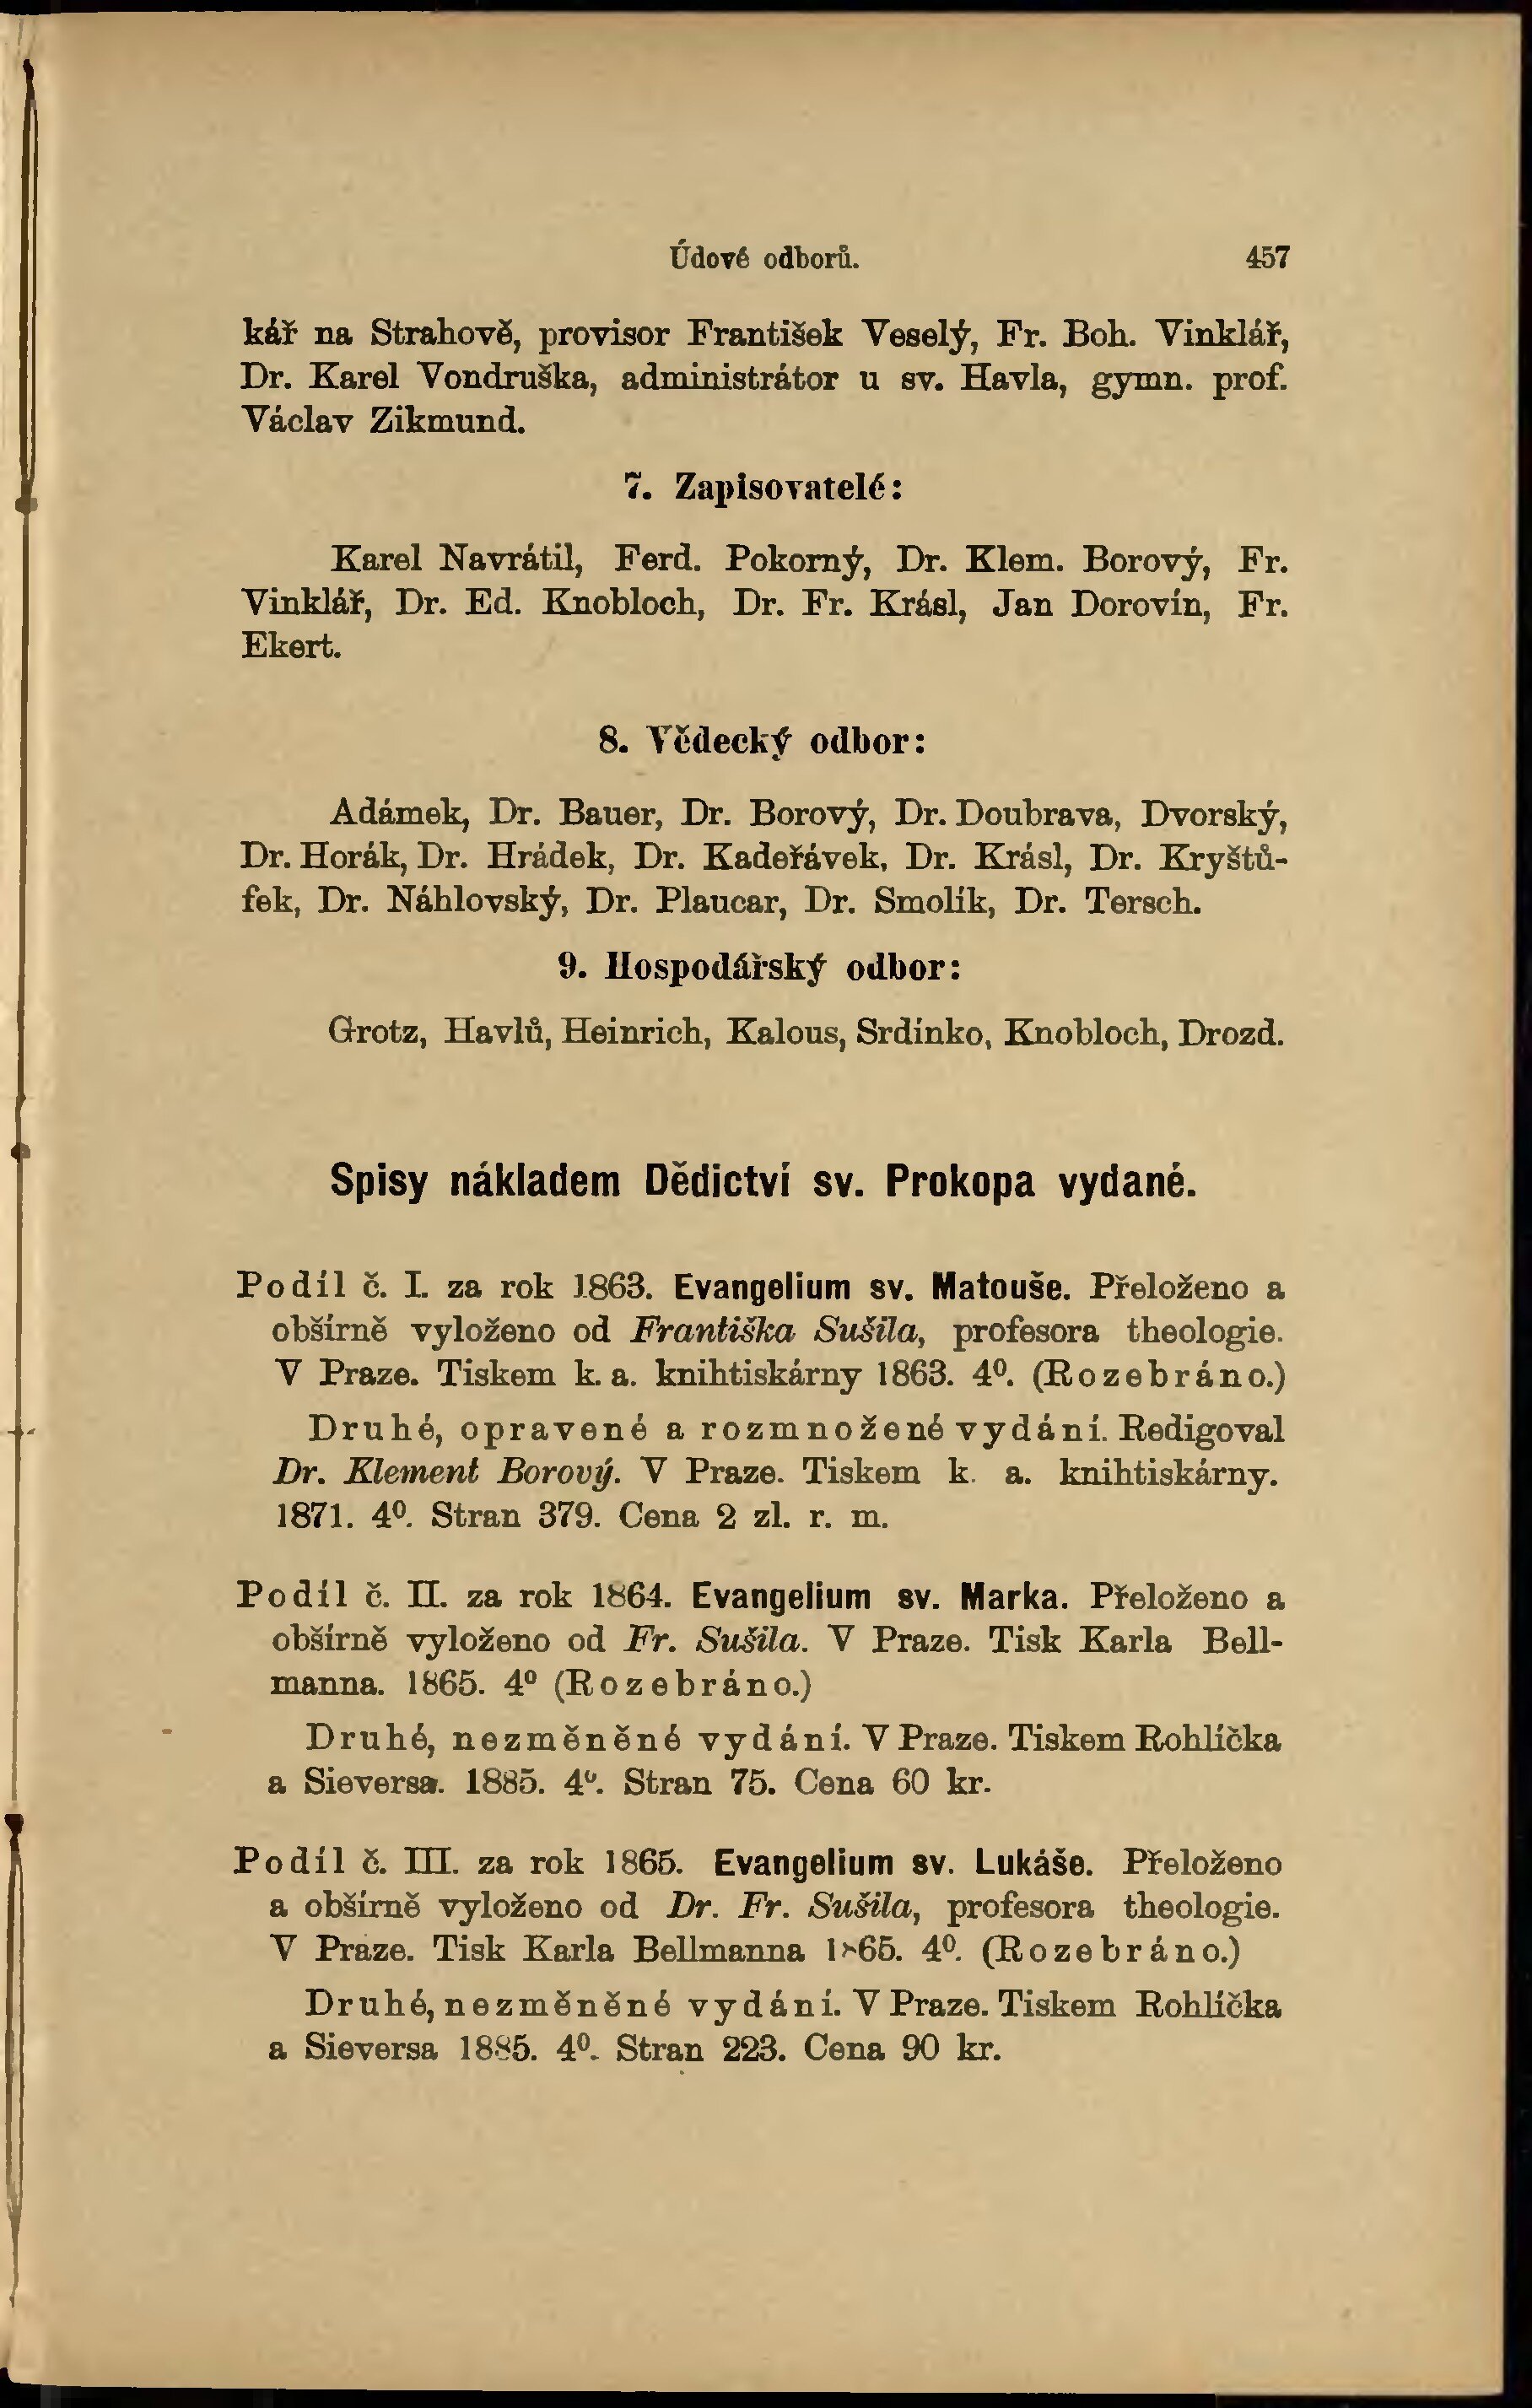 Údové odborů. 457
kář na Strahově, provisor František Veselý, Fr. Boh. Vinklář,
Dr. Karel Vondruška, administrátor u sv. Havla, gymn. prof.
Václav Zikmund.
7. Zapisovatelé:
Karel Navrátil, Ferd. Pokorný, Dr. Klem. Borový, Fr.
Vinklář, Dr. Ed. Knobloch, Dr. Fr. Krásl, Jan Dorovín, Fr.
Ekert.
8. Vědecký odbor:
Adámek, Dr. Bauer, Dr. Borový, Dr. Doubrava, Dvorský,
Dr. Horák, Dr. Hrádek, Dr. Kadeřávek, Dr. Krásl, Dr. Kryštů-
fek, Dr. Náhlovský, Dr. Plaucar, Dr. Smolík, Dr. Tersch.
9. Hospodářský odbor:
Grotz, Havlů, Heinrich, Kalous, Srdínko, Knobloch, Drozd.
Spisy nákladem Dědictví sv. Prokopa vydané.
Podíl č. I. za rok 1863. Evangelium sv. Matouše. Přeloženo a
obšírně vyloženo od Františka Sušila, profesora theologie.
V Praze. Tiskem k. a. knihtiskárny 1863. 4⁰. (Rozebráno.)
Druhé, opravené a rozmnožené vydání. Redigoval
Dr. Klement Borový. V Praze. Tiskem k. a. knihtiskárny.
1871. 4⁰. Stran 379. Cena 2 zl. r. m.
Podíl č. II. za rok 1864. Evangelium sv. Marka. Přeloženo a
obšírně vyloženo od Fr. Sušila. V Praze. Tisk Karla Bell-
manna. 1865. 4⁰ (Rozebráno.)
Druhé, nezměněné vydání. V Praze. Tiskem Rohlíčka
a Sieversa. 1885. 4⁰. Stran 75. Cena 60 kr.
Podíl č. III. za rok 1865. Evangelium sv. Lukáše. Přeloženo
a obšírně vyloženo od Dr. Fr. Sušila, profesora theologie.
V Praze. Tisk Karla Bellmanna 1865. 4⁰. (Rozebráno.)
Druhé, nezměněné vydání. V Praze. Tiskem Rohlíčka
a Sieversa 1885. 4⁰. Stran 223. Cena 90 kr.